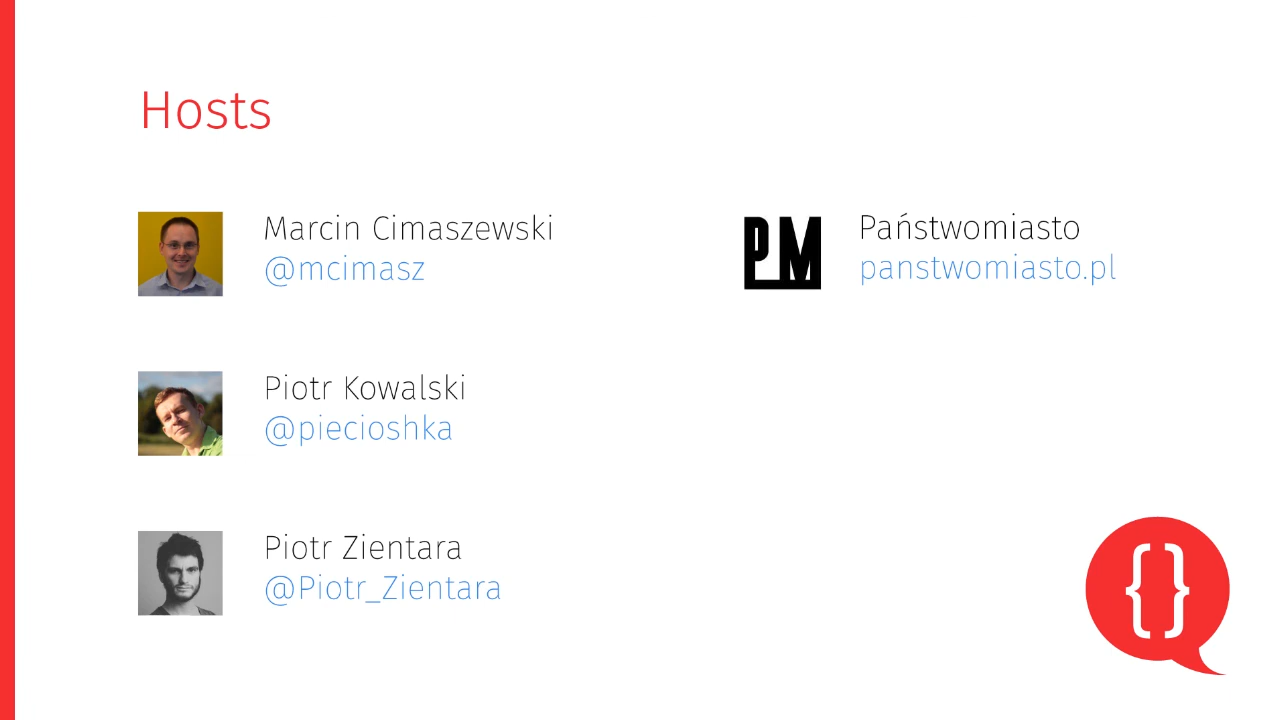 Hosts
Marcin Cimaszewski
@mcimasz
Piotr Kowalski
@piecioshka
Piotr Zientara
@Piotr_Zientara
PM
Państwomiasto
panstwomiasto.pl
{}